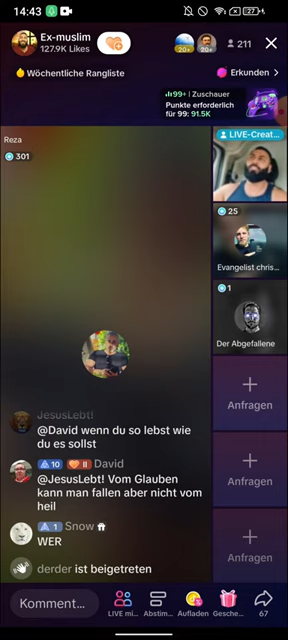 14:43
27
Ex-muslim
127.9K Likes
20+
20+
211
Wöchentliche Rangliste
Erkunden
99+ | Zuschauer
Punkte erforderlich
für 99: 91.5K
Reza
301
LIVE-Creat...
25
Evangelist chris...
1
Der Abgefallene
Anfragen
Anfragen
Anfragen
JesusLebt!
@David wenn du so lebst wie
du es sollst
10 II David
@JesusLebt! Vom Glauben
kann man fallen aber nicht vom
heil
1 Snow
WER
derder ist beigetreten
Komment...
LIVE mi...
Abstim...
Aufladen
Gesche...
67